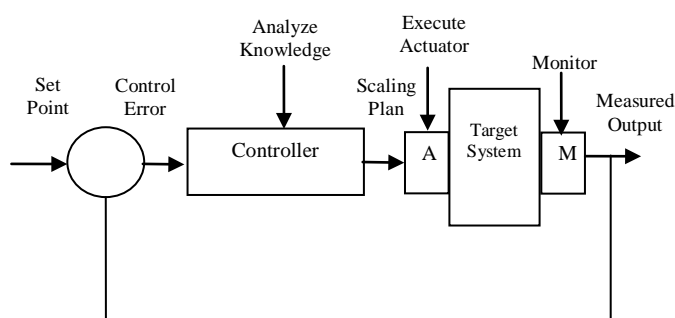 Analyze
Knowledge
Execute
Actuator
Monitor
Set
Point
Control
Error
Scaling
Plan
Measured
Output
Controller
A
Target
System
M